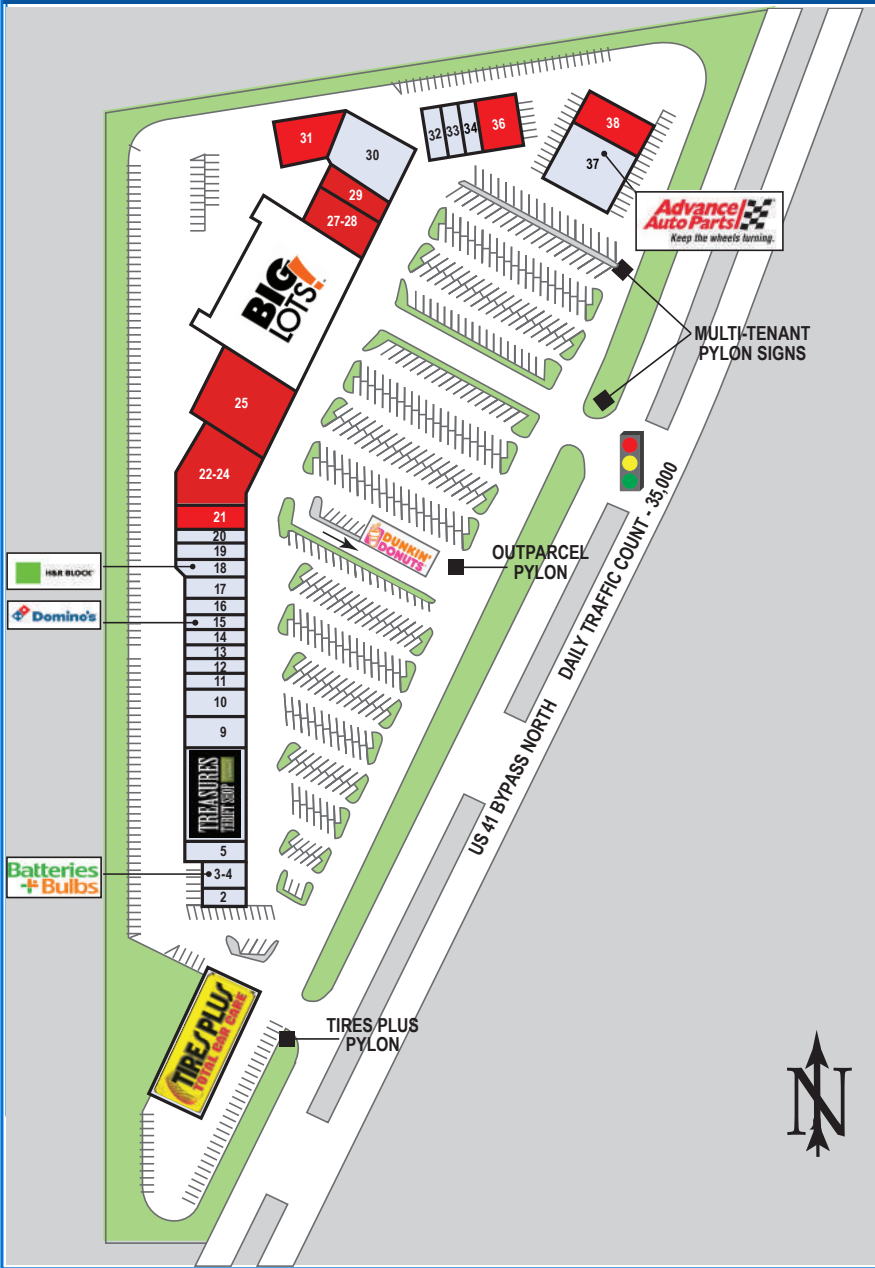 31
30
32
33
34
36
38
37
29
27-28
Advance
Auto Parts
Keep the wheels turning.
BIG
LOTS!
MULTI-TENANT
PYLON SIGNS
25
22-24
21
20
19
18
17
16
15
14
13
12
11
10
9
H&R BLOCK
Domino's
DUNKIN'
DONUTS
OUTPARCEL
PYLON
US 41 BYPASS NORTH DAILY TRAFFIC COUNT - 35,000
TREASURES
THRIFT SHOP
5
3-4
2
Batteries
+ Bulbs
TIRES PLUS
TOTAL CAR CARE
TIRES PLUS
PYLON
N